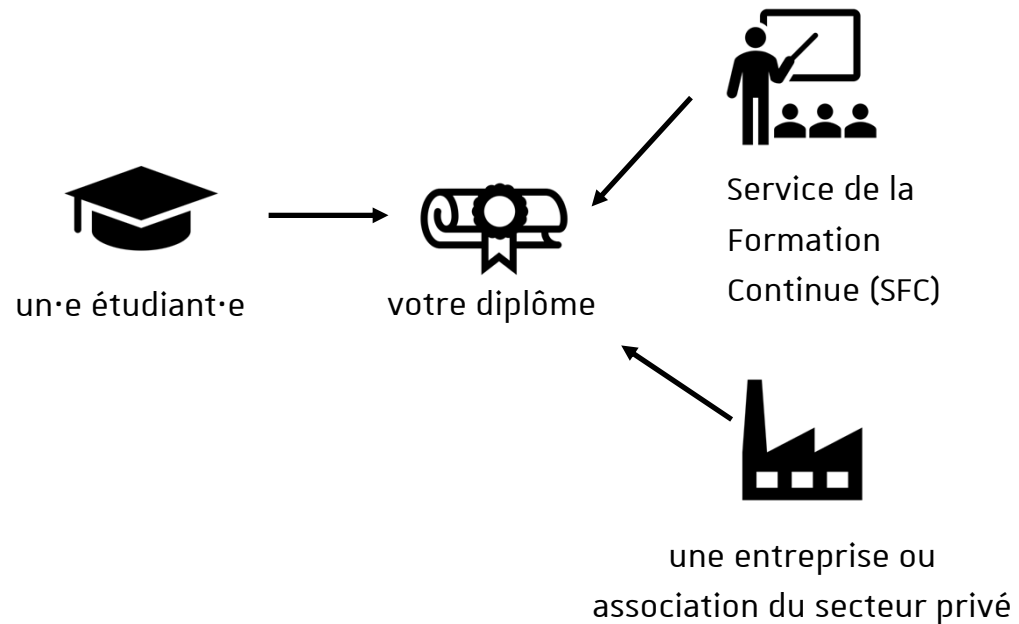 un·e étudiant·e
votre diplôme
Service de la
Formation
Continue (SFC)
une entreprise ou
association du secteur privé